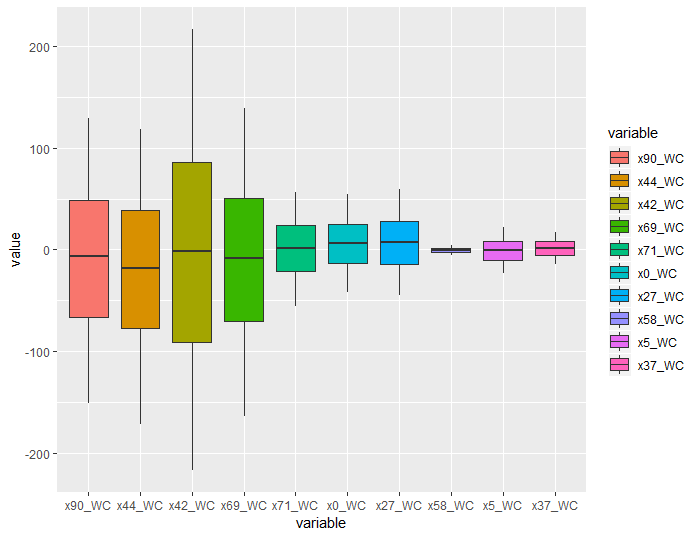 200
100
0
-100
-200
value
x90_WC x44_WC x42_WC x69_WC x71_WC x0_WC x27_WC x58_WC x5_WC x37_WC
variable
variable
x90_WC
x44_WC
x42_WC
x69_WC
x71_WC
x0_WC
x27_WC
x58_WC
x5_WC
x37_WC